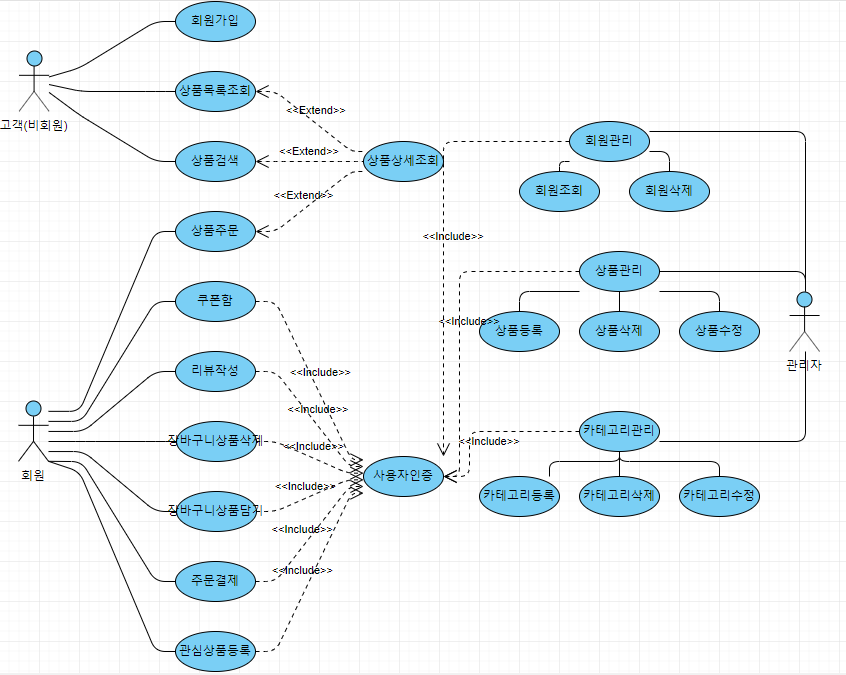 회원가입
고객(비회원)
상품목록조회
<<Extend>>
상품검색
<<Extend>>
상품상세조회
회원관리
회원조회
회원삭제
<<Extend>>
상품주문
<<Include>>
쿠폰함
상품관리
<<Include>>
상품등록
상품삭제
상품수정
관리자
리뷰작성
<<Include>>
<<Include>>
장바구니상품삭제
<<Include>>
회원
사용자인증
<<Include>>
카테고리관리
카테고리등록
카테고리삭제
카테고리수정
<<Include>>
장바구니상품담기
<<Include>>
주문결제
<<Include>>
관심상품등록